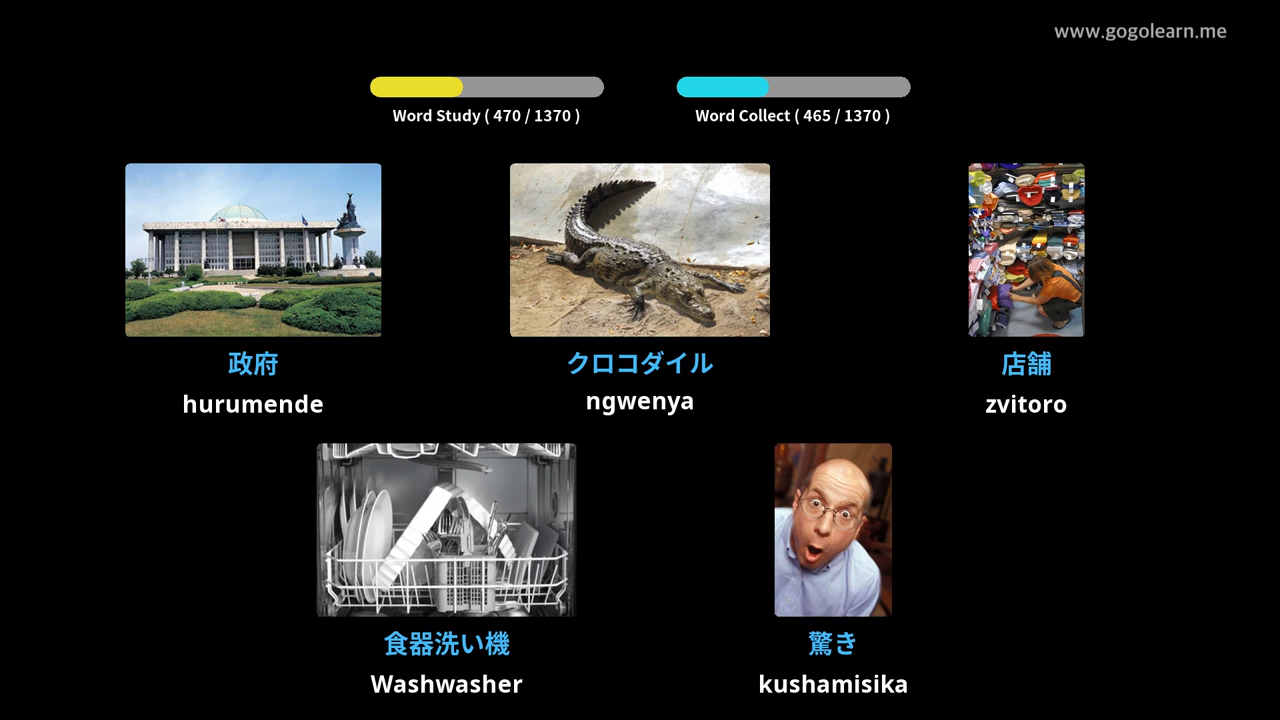 www.gogolearn.me
Word Study ( 470 / 1370 )
Word Collect ( 465 / 1370 )
政府
クロコダイル
店舗
hurumende
ngwenya
zvitoro
食器洗い機
驚き
Washwasher
kushamisika